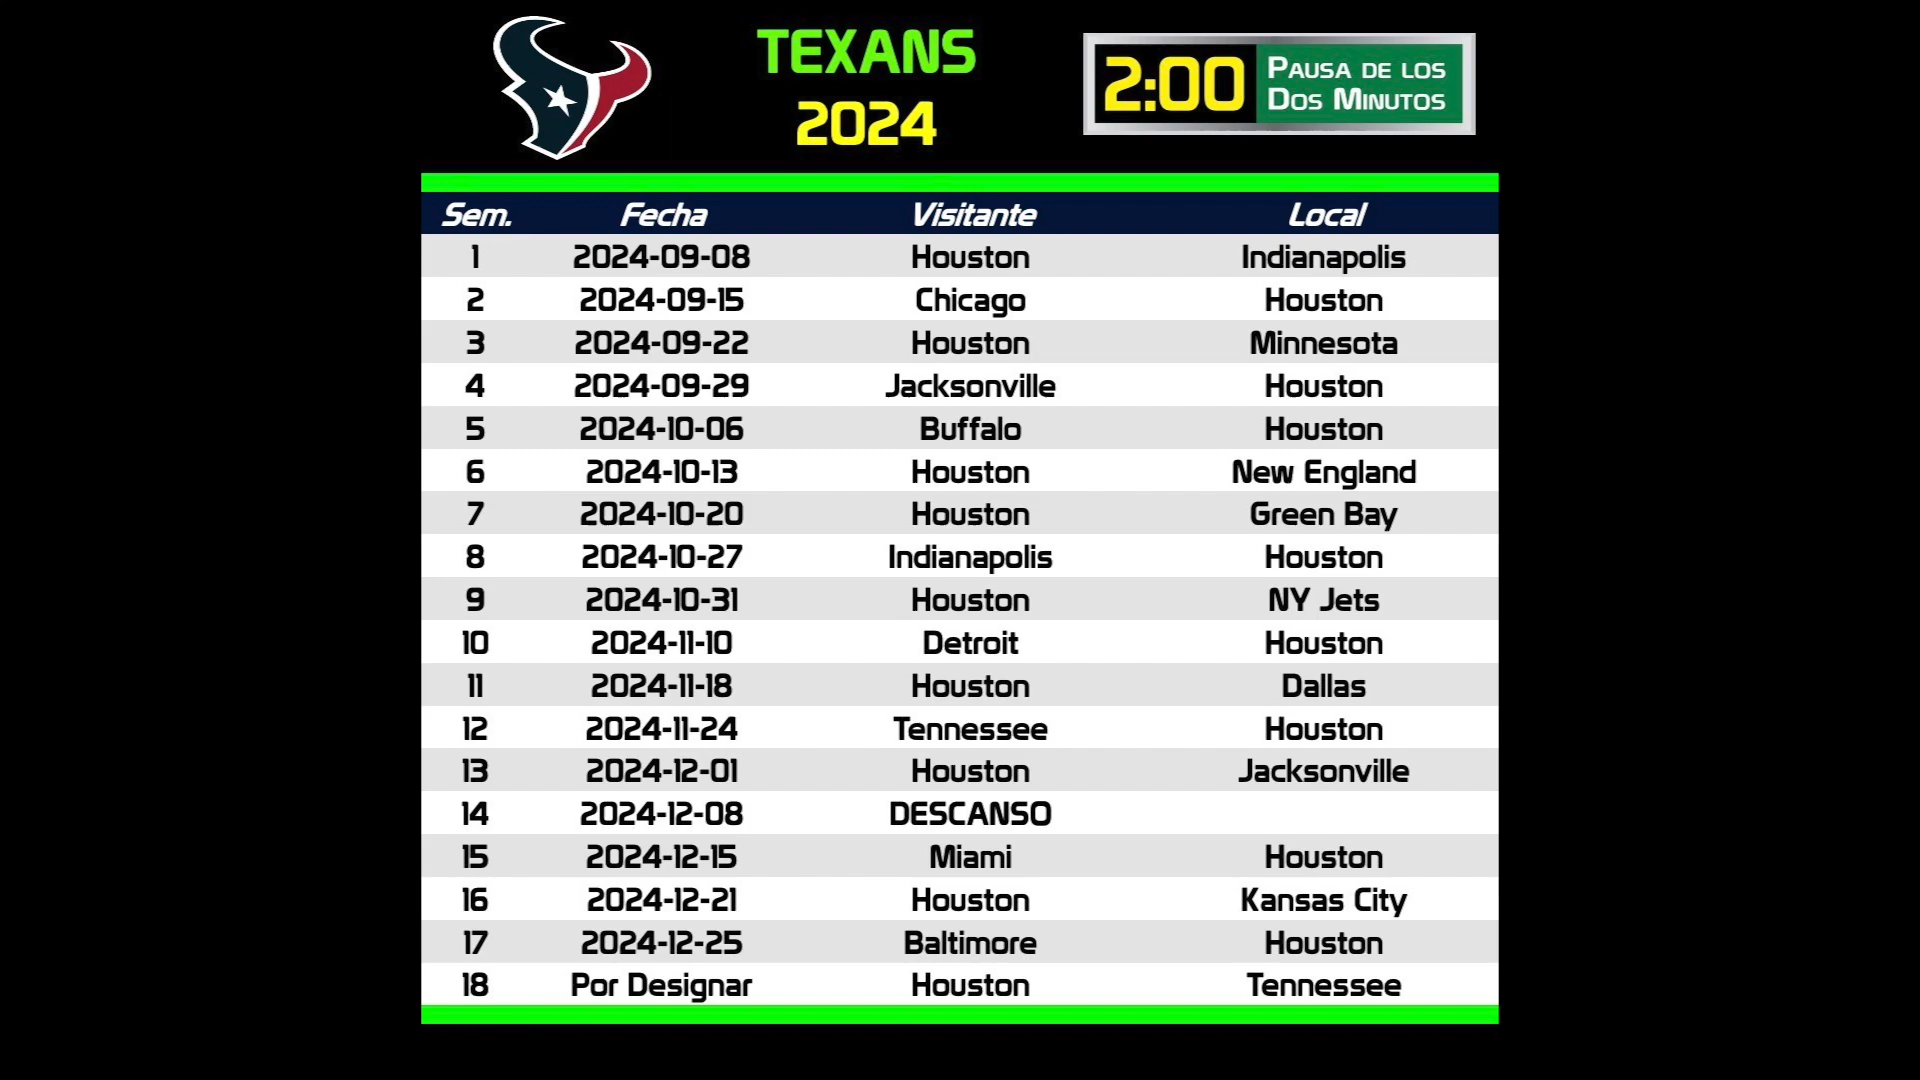 TEXANS
2024
2:00 PAUSA DE LOS
DOS MINUTOS
Sem. Fecha Visitante Local
1 2024-09-08 Houston Indianapolis
2 2024-09-15 Chicago Houston
3 2024-09-22 Houston Minnesota
4 2024-09-29 Jacksonville Houston
5 2024-10-06 Buffalo Houston
6 2024-10-13 Houston New England
7 2024-10-20 Houston Green Bay
8 2024-10-27 Indianapolis Houston
9 2024-10-31 Houston NY Jets
10 2024-11-10 Detroit Houston
11 2024-11-18 Houston Dallas
12 2024-11-24 Tennessee Houston
13 2024-12-01 Houston Jacksonville
14 2024-12-08 DESCANSO
15 2024-12-15 Miami Houston
16 2024-12-21 Houston Kansas City
17 2024-12-25 Baltimore Houston
18 Por Designar Houston Tennessee